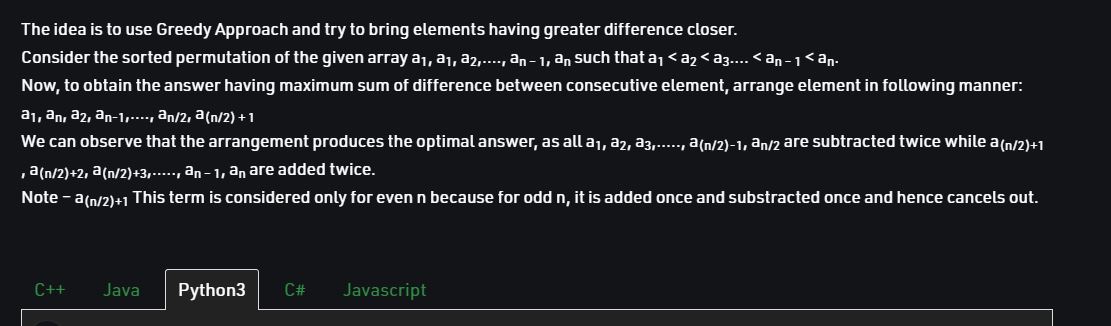 The idea is to use Greedy Approach and try to bring elements having greater difference closer.
Consider the sorted permutation of the given array a1, a1, a2,...., an – 1, an such that a1 < a2 < a3.... < an – 1 < an.
Now, to obtain the answer having maximum sum of difference between consecutive element, arrange element in following manner:
a1, an, a2, an-1,...., an/2, a(n/2) + 1
We can observe that the arrangement produces the optimal answer, as all a1, a2, a3,....., a(n/2)-1, an/2 are subtracted twice while a(n/2)+1
, a(n/2)+2, a(n/2)+3,....., an – 1, an are added twice.
Note – a(n/2)+1 This term is considered only for even n because for odd n, it is added once and substracted once and hence cancels out.
C++ Java Python3 C# Javascript